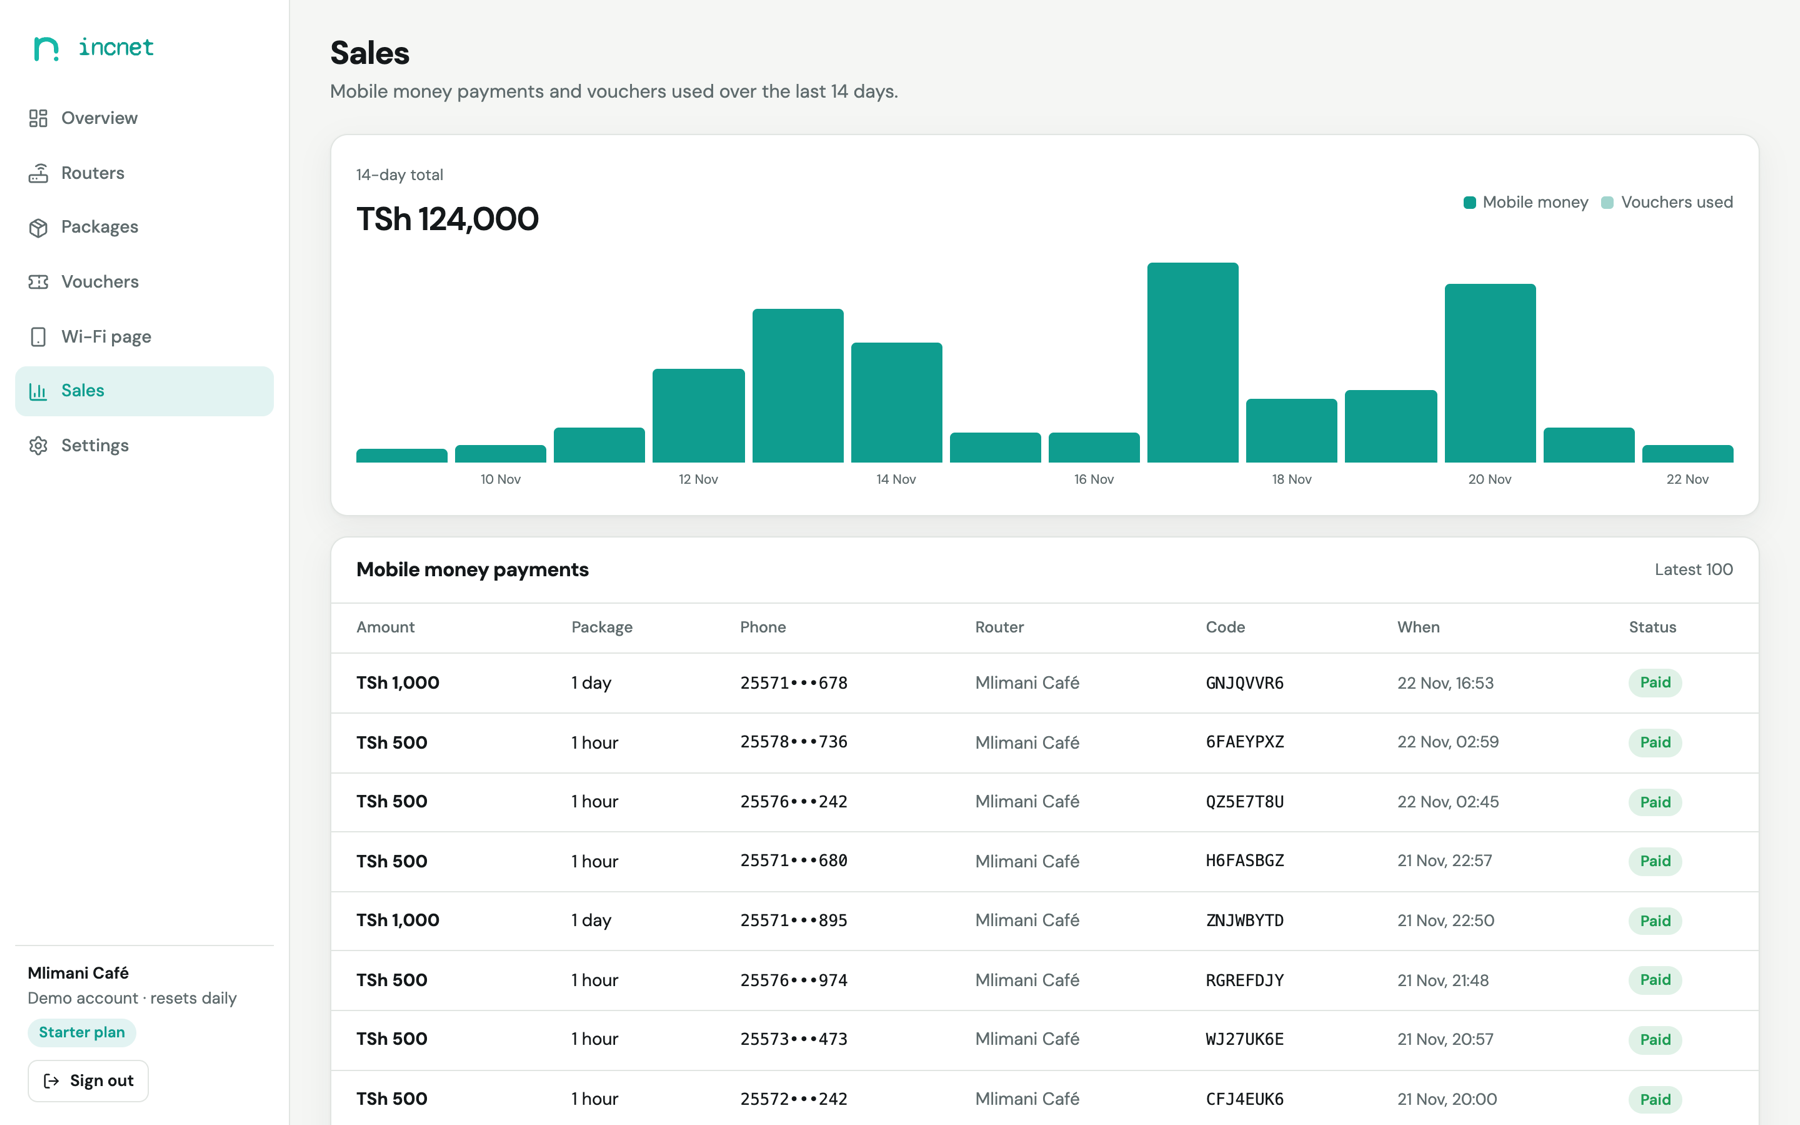 incnet
Overview
Routers
Packages
Vouchers
Wi-Fi page
Sales
Settings
Mlimani Café
Demo account · resets daily
Starter plan
Sign out
Sales
Mobile money payments and vouchers used over the last 14 days.
14-day total
TSh 124,000
Mobile money Vouchers used
10 Nov 12 Nov 14 Nov 16 Nov 18 Nov 20 Nov 22 Nov
Mobile money payments Latest 100
Amount Package Phone Router Code When Status
TSh 1,000 1 day 25571•••678 Mlimani Café GNJQVVR6 22 Nov, 16:53 Paid
TSh 500 1 hour 25578•••736 Mlimani Café 6FAEYPXZ 22 Nov, 02:59 Paid
TSh 500 1 hour 25576•••242 Mlimani Café QZ5E7T8U 22 Nov, 02:45 Paid
TSh 500 1 hour 25571•••680 Mlimani Café H6FASBGZ 21 Nov, 22:57 Paid
TSh 1,000 1 day 25571•••895 Mlimani Café ZNJWBYTD 21 Nov, 22:50 Paid
TSh 500 1 hour 25576•••974 Mlimani Café RGREFDJY 21 Nov, 21:48 Paid
TSh 500 1 hour 25573•••473 Mlimani Café WJ27UK6E 21 Nov, 20:57 Paid
TSh 500 1 hour 25572•••242 Mlimani Café CFJ4EUK6 21 Nov, 20:00 Paid